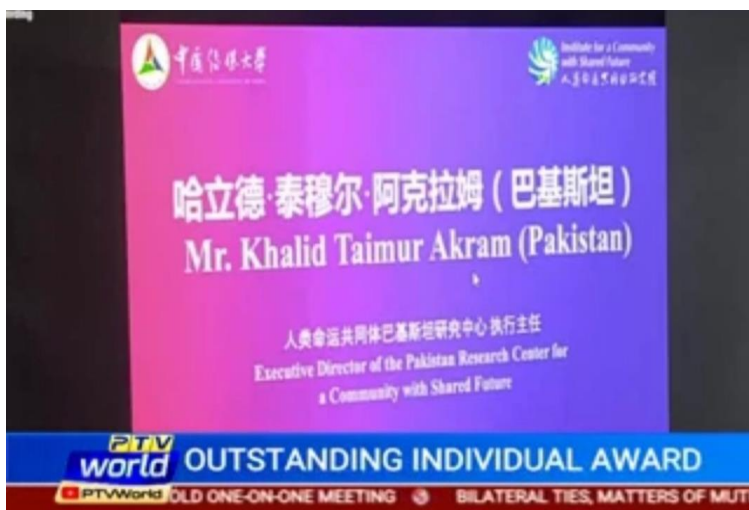 中国传媒大学
Institute for a Community
with Shared Future
人类命运共同体研究院
哈立德·泰穆尔·阿克拉姆（巴基斯坦）
Mr. Khalid Taimur Akram (Pakistan)
人类命运共同体巴基斯坦研究中心 执行主任
Executive Director of the Pakistan Research Center for
a Community with Shared Future
PTV
world
OUTSTANDING INDIVIDUAL AWARD
PTVWorld
OLD ONE-ON-ONE MEETING
BILATERAL TIES, MATTERS OF MUT